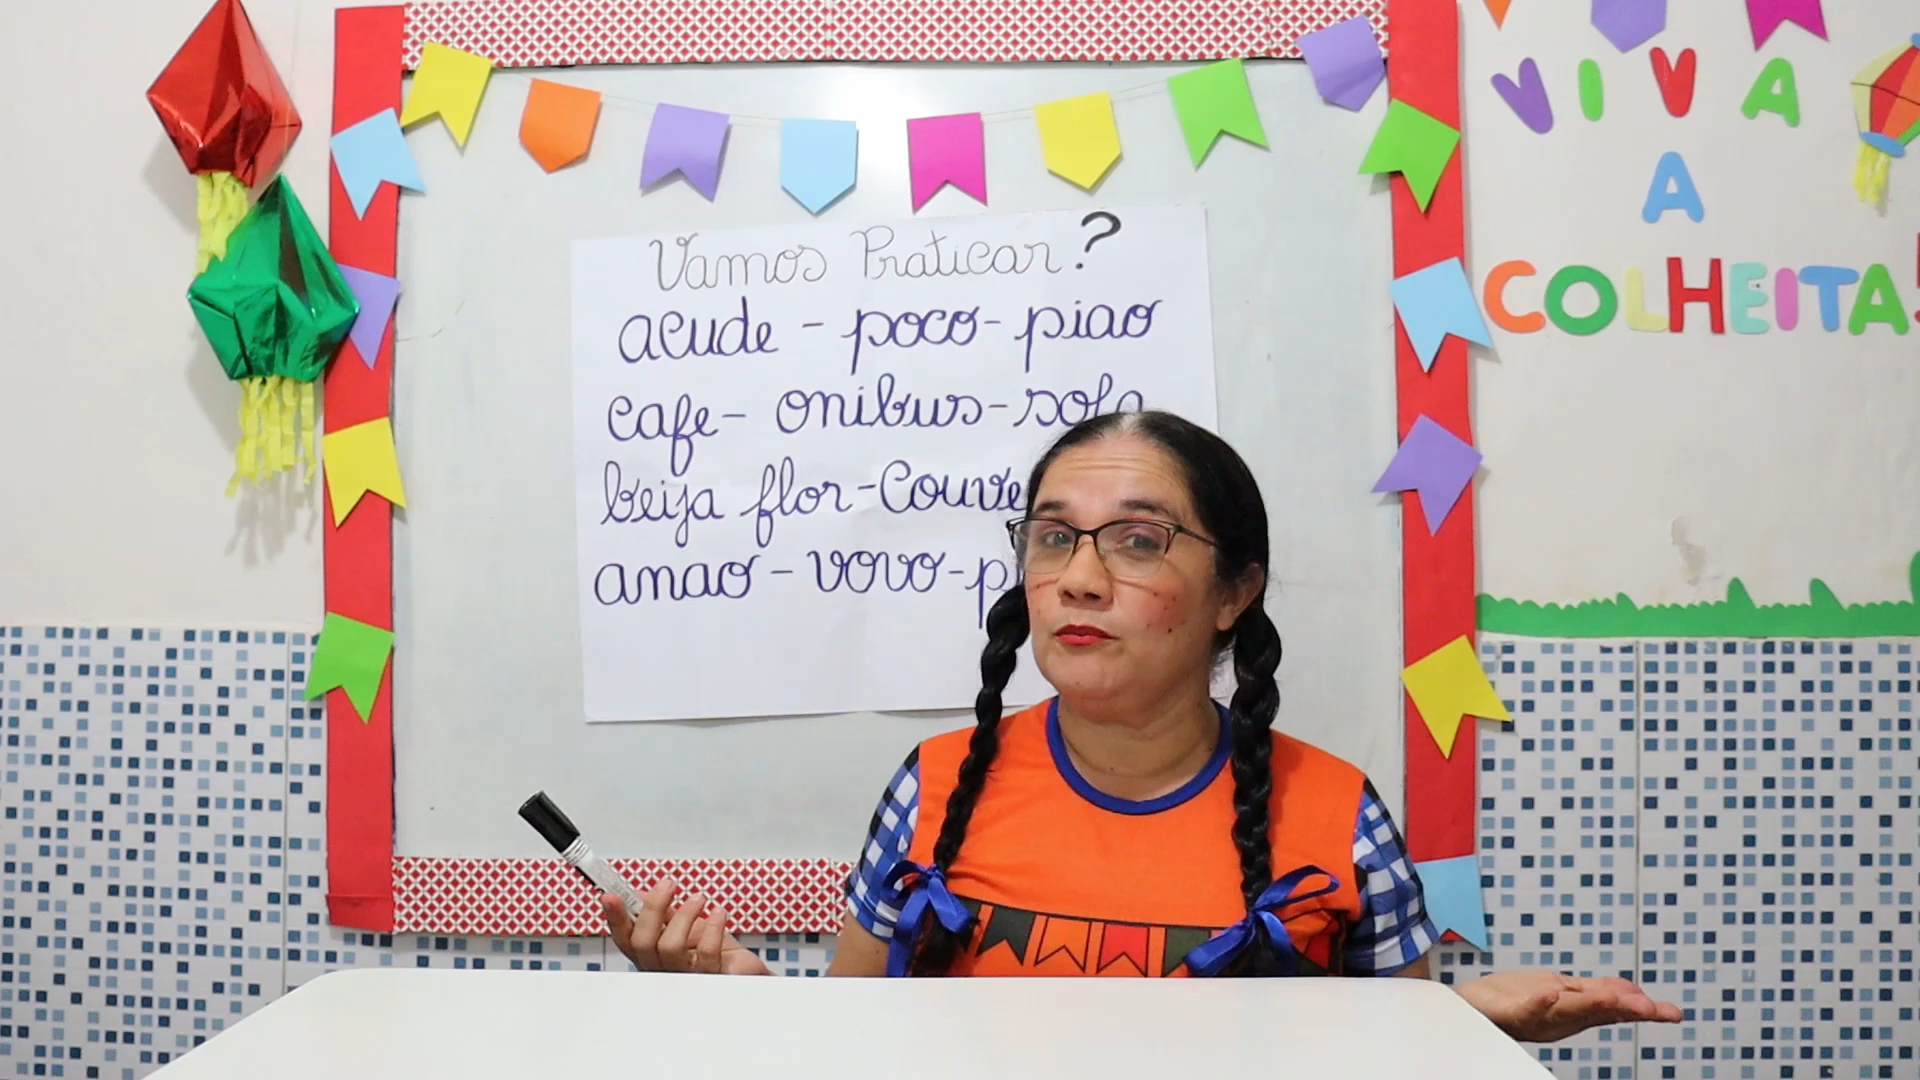 Vamos Praticar?
acude - poco - piao
cafe - onibus - sofa
beija flor - Couve
anao - vovo -
VIVA
A
COLHEITA!